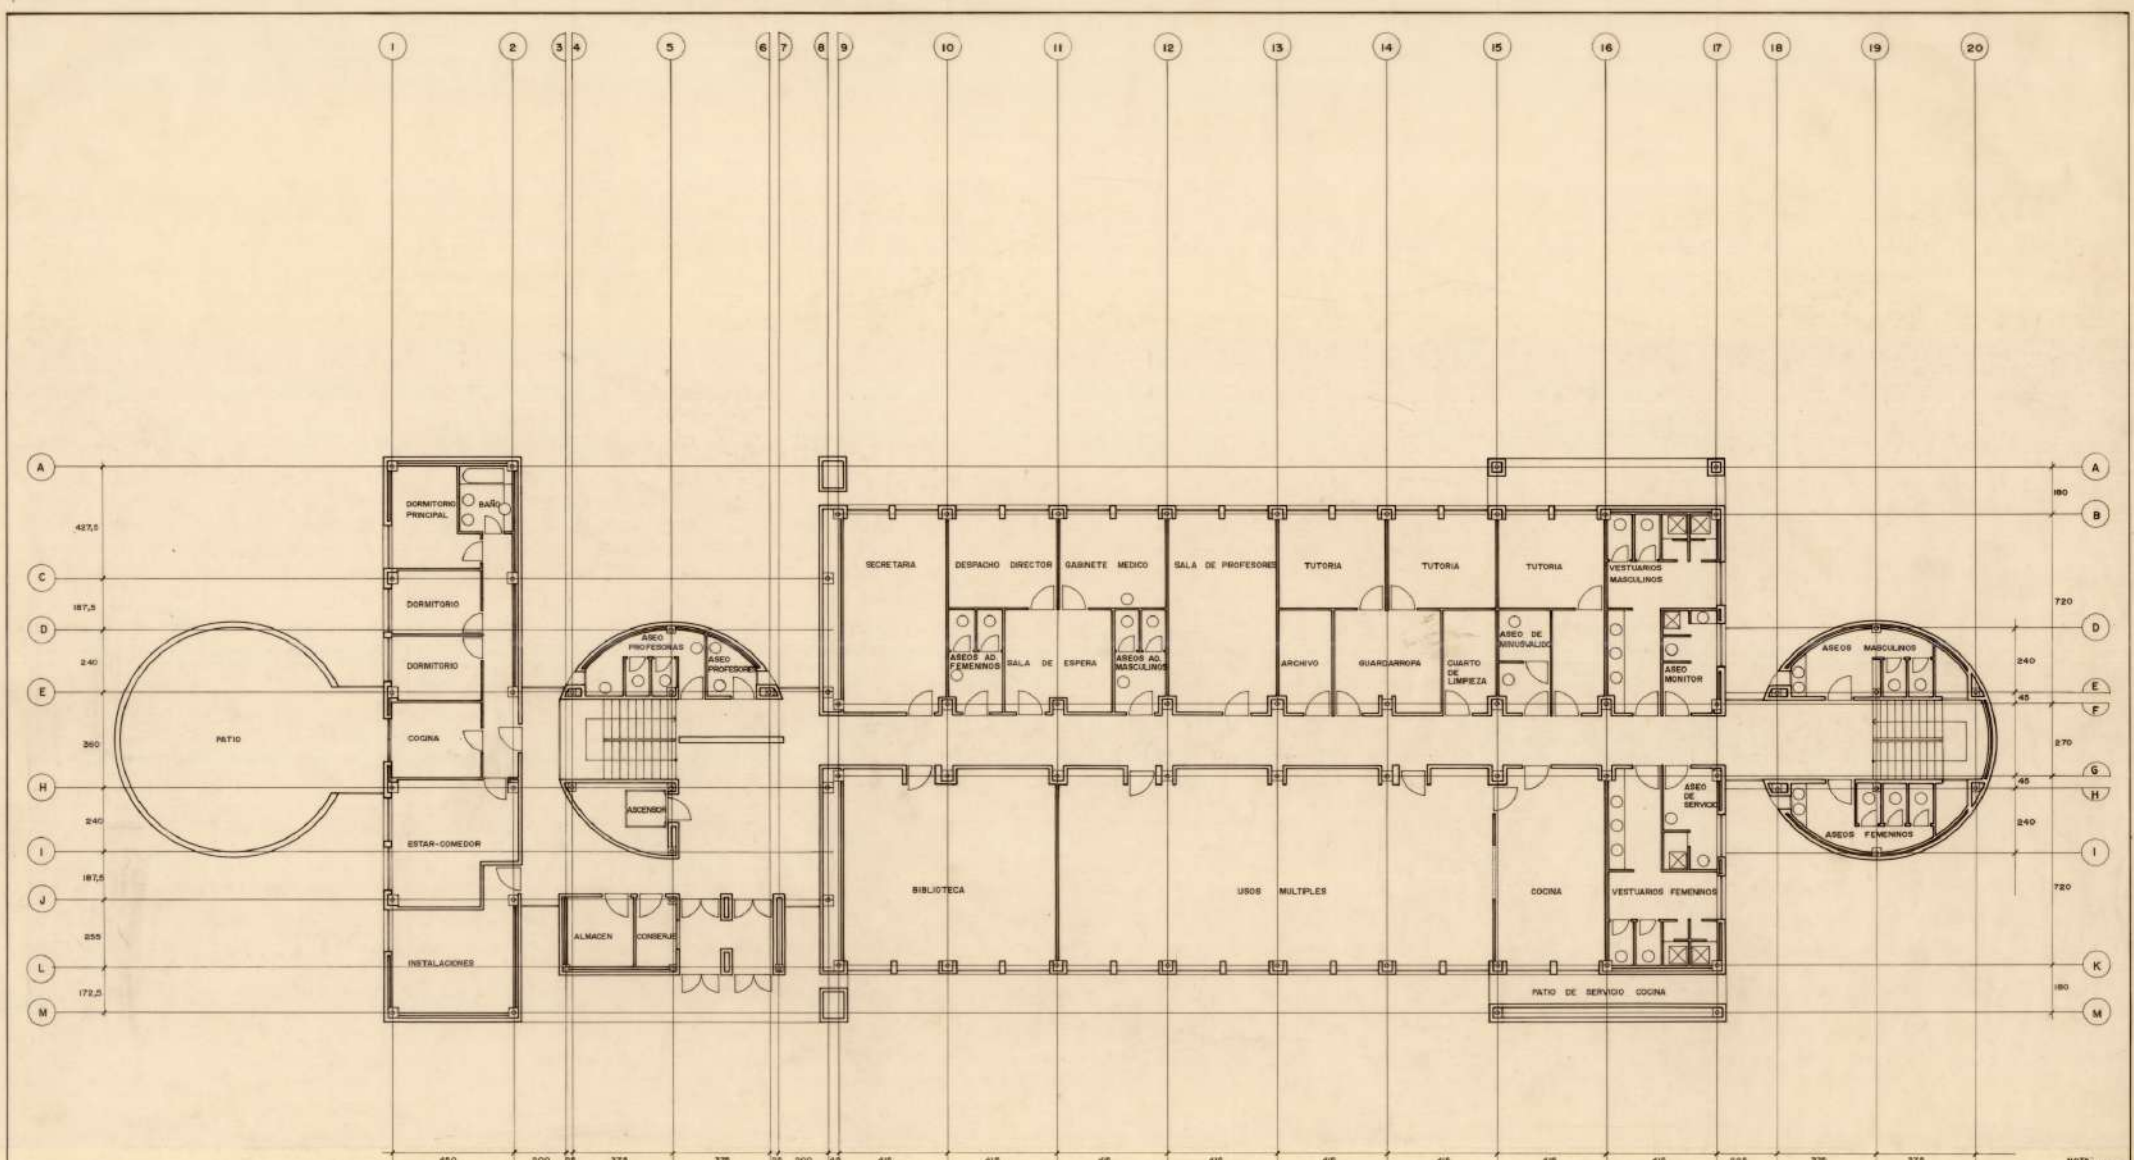 1 2 3 4 5 6 7 8 9 10 11 12 13 14 15 16 17 18 19 20
A
A
427,5
180
DORMITORIO
PRINCIPAL
BAÑO
B
SECRETARIA
DESPACHO DIRECTOR
GABINETE MEDICO
SALA DE PROFESORES
TUTORIA
TUTORIA
TUTORIA
VESTUARIOS
MASCULINOS
C
187,5
DORMITORIO
720
D
D
240
DORMITORIO
ASEO
PROFESORAS
ASEO
PROFESORES
ASEOS AD.
FEMENINOS
SALA DE ESPERA
ASEOS AD.
MASCULINOS
ARCHIVO
GUARDARROPA
CUARTO
DE
LIMPIEZA
ASEO DE
MINUSVALIDO
ASEO
MONITOR
ASEOS MASCULINOS
240
E
E
45
F
360
PATIO
COCINA
270
G
H
45
H
240
ASCENSOR
ASEO
DE
SERVICIO
ASEOS FEMENINOS
240
ESTAR-COMEDOR
I
I
187,5
BIBLIOTECA
USOS MULTIPLES
COCINA
VESTUARIOS FEMENINOS
720
J
255
ALMACEN
CONSERJE
INSTALACIONES
L
K
172,5
PATIO DE SERVICIO COCINA
180
M
M